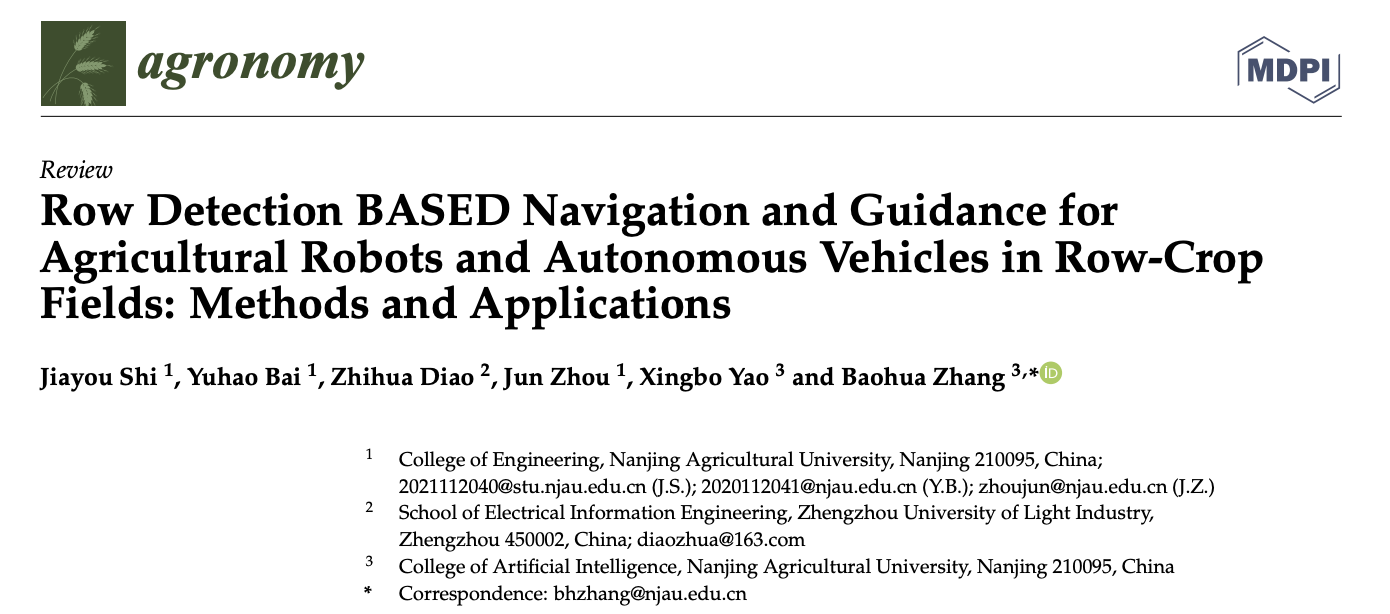 agronomy
MDPI
Review
Row Detection BASED Navigation and Guidance for
Agricultural Robots and Autonomous Vehicles in Row-Crop
Fields: Methods and Applications
Jiayou Shi 1, Yuhao Bai 1, Zhihua Diao 2, Jun Zhou 1, Xingbo Yao 3 and Baohua Zhang 3,* iD
1 College of Engineering, Nanjing Agricultural University, Nanjing 210095, China;
2021112040@stu.njau.edu.cn (J.S.); 2020112041@njau.edu.cn (Y.B.); zhoujun@njau.edu.cn (J.Z.)
2 School of Electrical Information Engineering, Zhengzhou University of Light Industry,
Zhengzhou 450002, China; diaozhua@163.com
3 College of Artificial Intelligence, Nanjing Agricultural University, Nanjing 210095, China
* Correspondence: bhzhang@njau.edu.cn